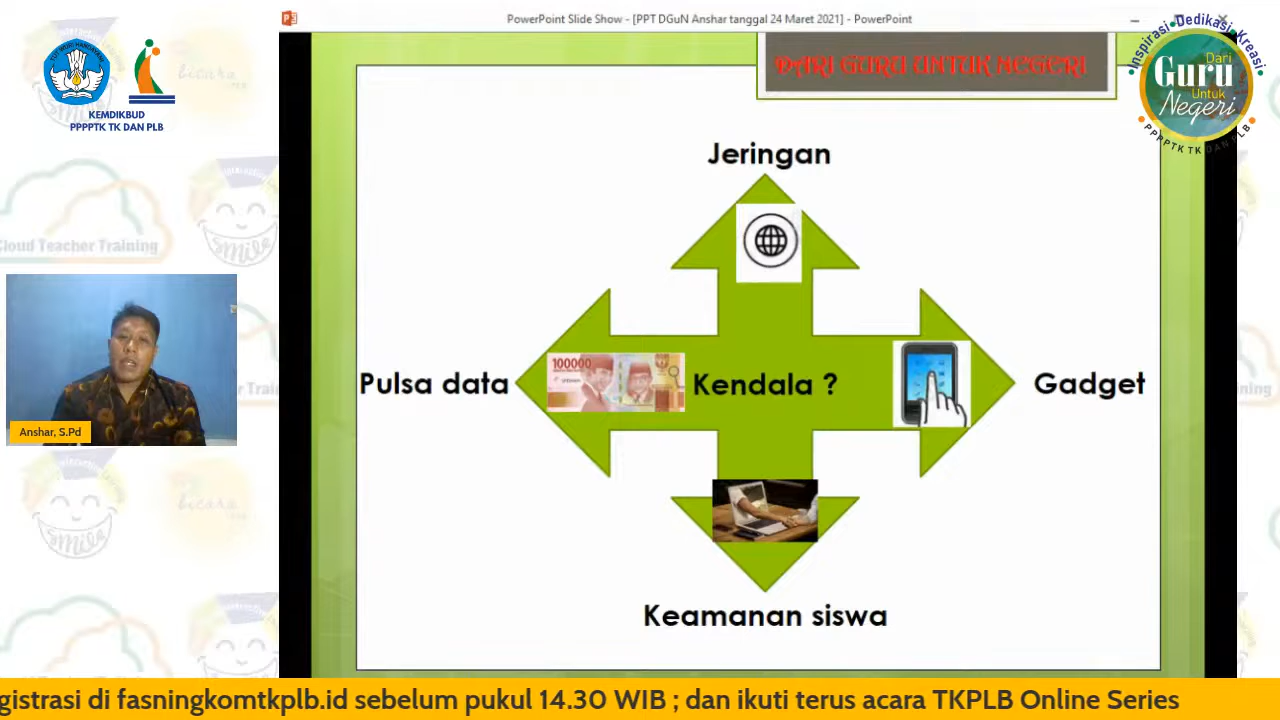 PowerPoint Slide Show - [PPT DGuN Anshar tanggal 24 Maret 2021] - PowerPoint
KEMDIKBUD
PPPPTK TK DAN PLB
Inspirasi•Dedikasi•Kreasi
Dari
Guru
Untuk
Negeri
PPPPTK TK DAN PLB
DARI GURU UNTUK NEGERI
Jeringan
Pulsa data
100000
Kendala ?
Gadget
Keamanan siswa
Cloud Teacher Training
smile
bicara
Anshar, S.Pd
gistrasi di fasningkomtkplb.id sebelum pukul 14.30 WIB ; dan ikuti terus acara TKPLB Online Series